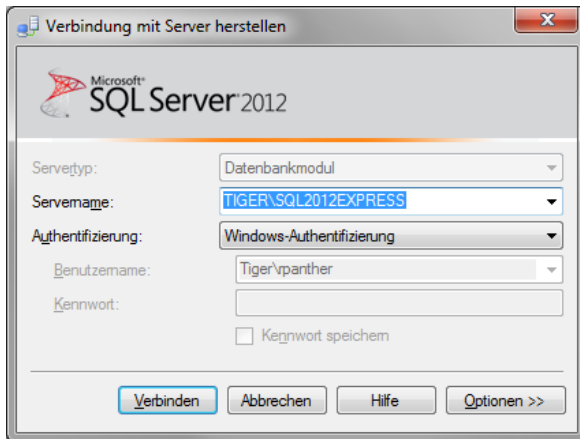 Verbindung mit Server herstellen
Microsoft®
SQL Server® 2012
Servertyp: Datenbankmodul
Servername: TIGER\SQL2012EXPRESS
Authentifizierung: Windows-Authentifizierung
Benutzername: Tiger\rpanther
Kennwort:
Kennwort speichern
Verbinden Abbrechen Hilfe Optionen >>